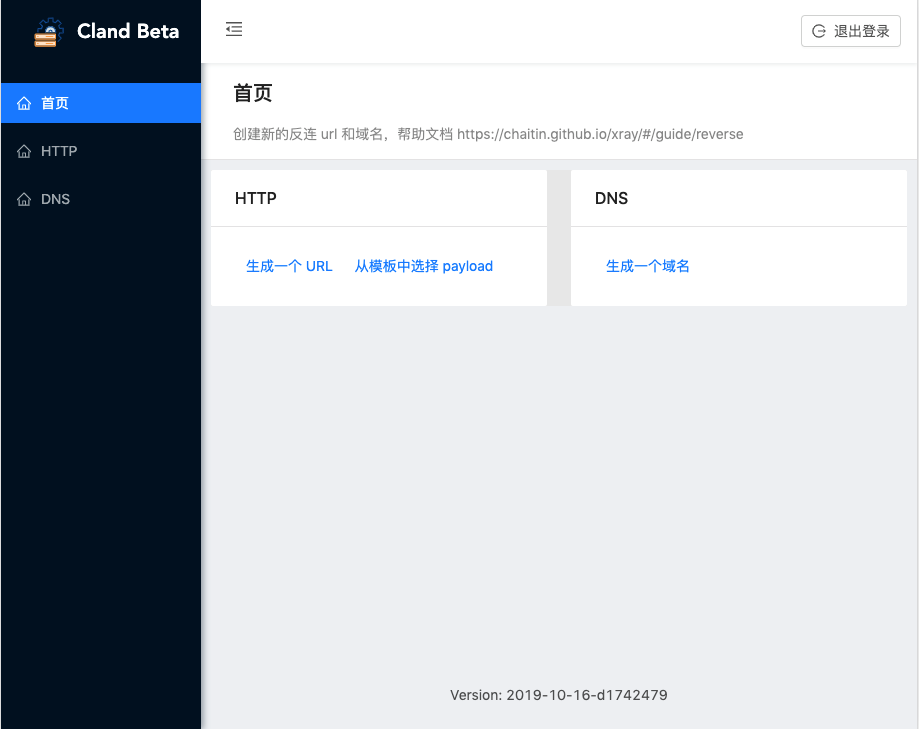 Cland Beta
退出登录
首页
HTTP
DNS
首页
创建新的反连 url 和域名，帮助文档 https://chaitin.github.io/xray/#/guide/reverse
HTTP
生成一个 URL 从模板中选择 payload
DNS
生成一个域名
Version: 2019-10-16-d1742479